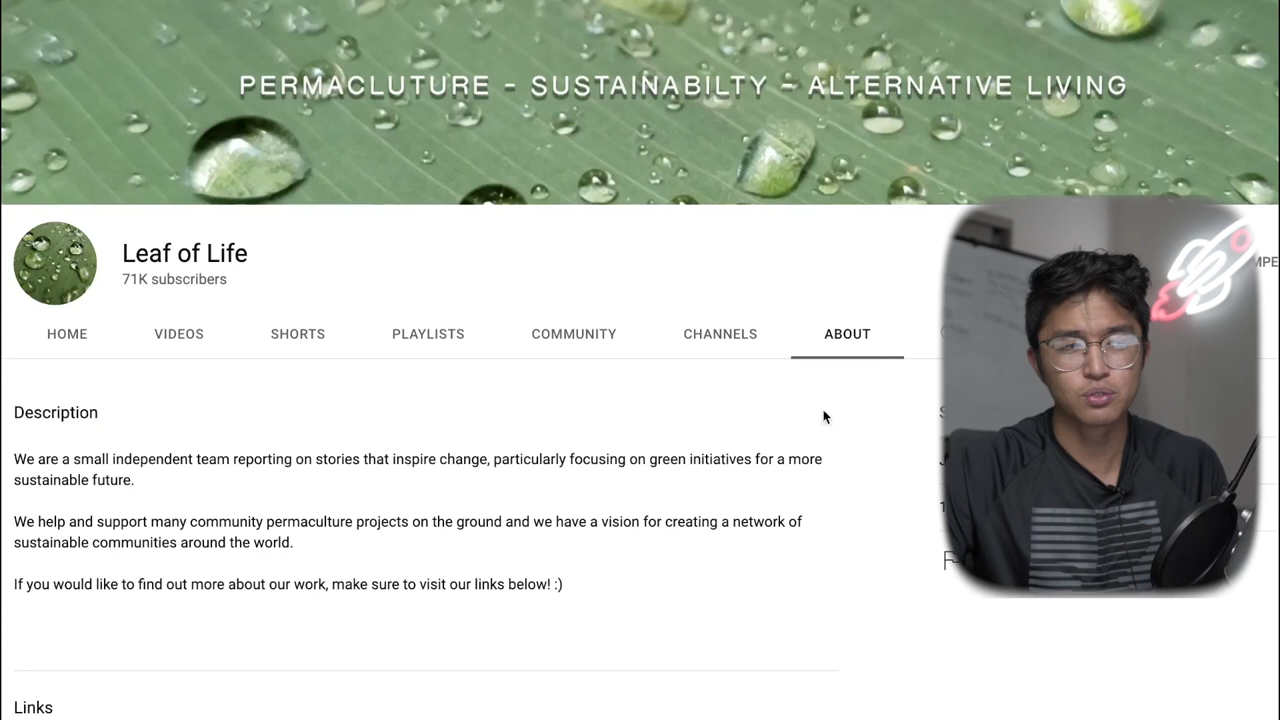 PERMACLUTURE - SUSTAINABILTY - ALTERNATIVE LIVING
Leaf of Life
71K subscribers
HOME VIDEOS SHORTS PLAYLISTS COMMUNITY CHANNELS ABOUT
Description
We are a small independent team reporting on stories that inspire change, particularly focusing on green initiatives for a more
sustainable future.
We help and support many community permaculture projects on the ground and we have a vision for creating a network of
sustainable communities around the world.
If you would like to find out more about our work, make sure to visit our links below! :)
Links